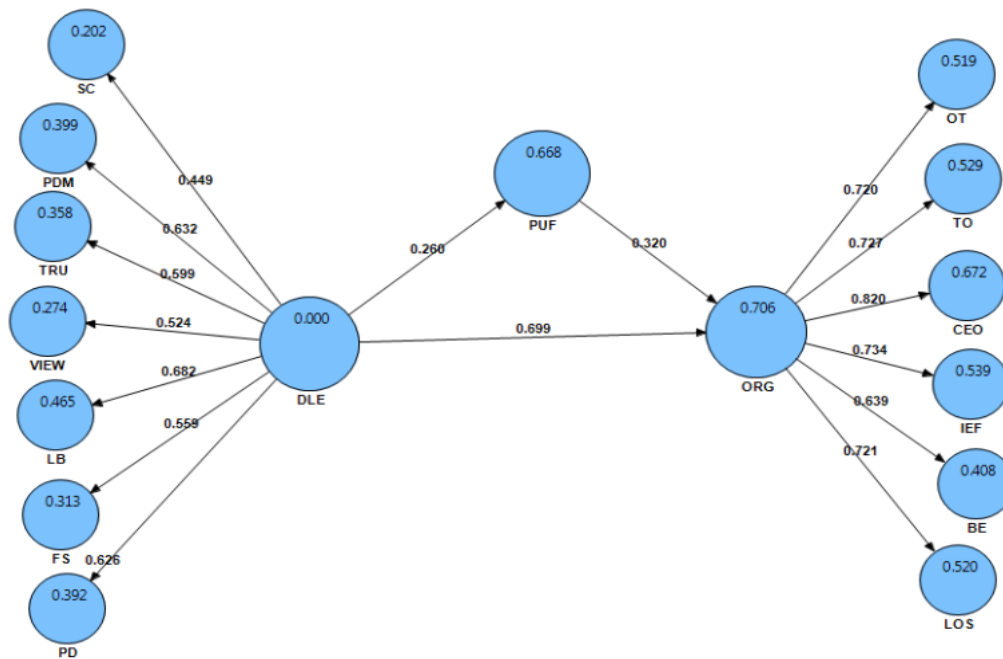 0.202
SC
0.399
PDM
0.358
TRU
0.274
VIEW
0.465
LB
0.313
FS
0.392
PD
0.449
0.632
0.599
0.524
0.682
0.559
0.626
0.000
DLE
0.260
0.668
PUF
0.320
0.699
0.706
ORG
0.720
0.727
0.820
0.734
0.639
0.721
0.519
OT
0.529
TO
0.672
CEO
0.539
IEF
0.408
BE
0.520
LOS